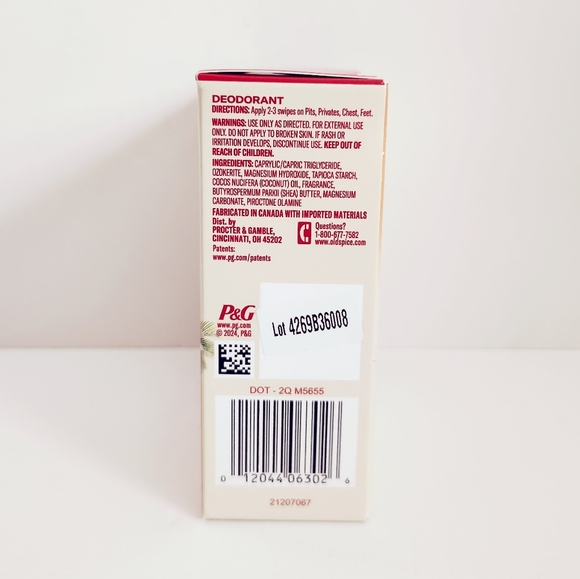 DEODORANT
DIRECTIONS: Apply 2-3 swipes on Pits, Privates, Chest, Feet.
WARNINGS: USE ONLY AS DIRECTED. FOR EXTERNAL USE
ONLY. DO NOT APPLY TO BROKEN SKIN. IF RASH OR
IRRITATION DEVELOPS, DISCONTINUE USE. KEEP OUT OF
REACH OF CHILDREN.
INGREDIENTS: CAPRYLIC/CAPRIC TRIGLYCERIDE,
OZOKERITE, MAGNESIUM HYDROXIDE, TAPIOCA STARCH,
COCOS NUCIFERA (COCONUT) OIL, FRAGRANCE,
BUTYROSPERMUM PARKII (SHEA) BUTTER, MAGNESIUM
CARBONATE, PIROCTONE OLAMINE
FABRICATED IN CANADA WITH IMPORTED MATERIALS
Dist. by
PROCTER & GAMBLE,
CINCINNATI, OH 45202
Questions?
1-800-677-7582
www.oldspice.com
Patents:
www.pg.com/patents
P&G
www.pg.com
© 2024, P&G
Lot 4269B36008
DOT - 2Q M5655
0 12044 06302 6
21207067